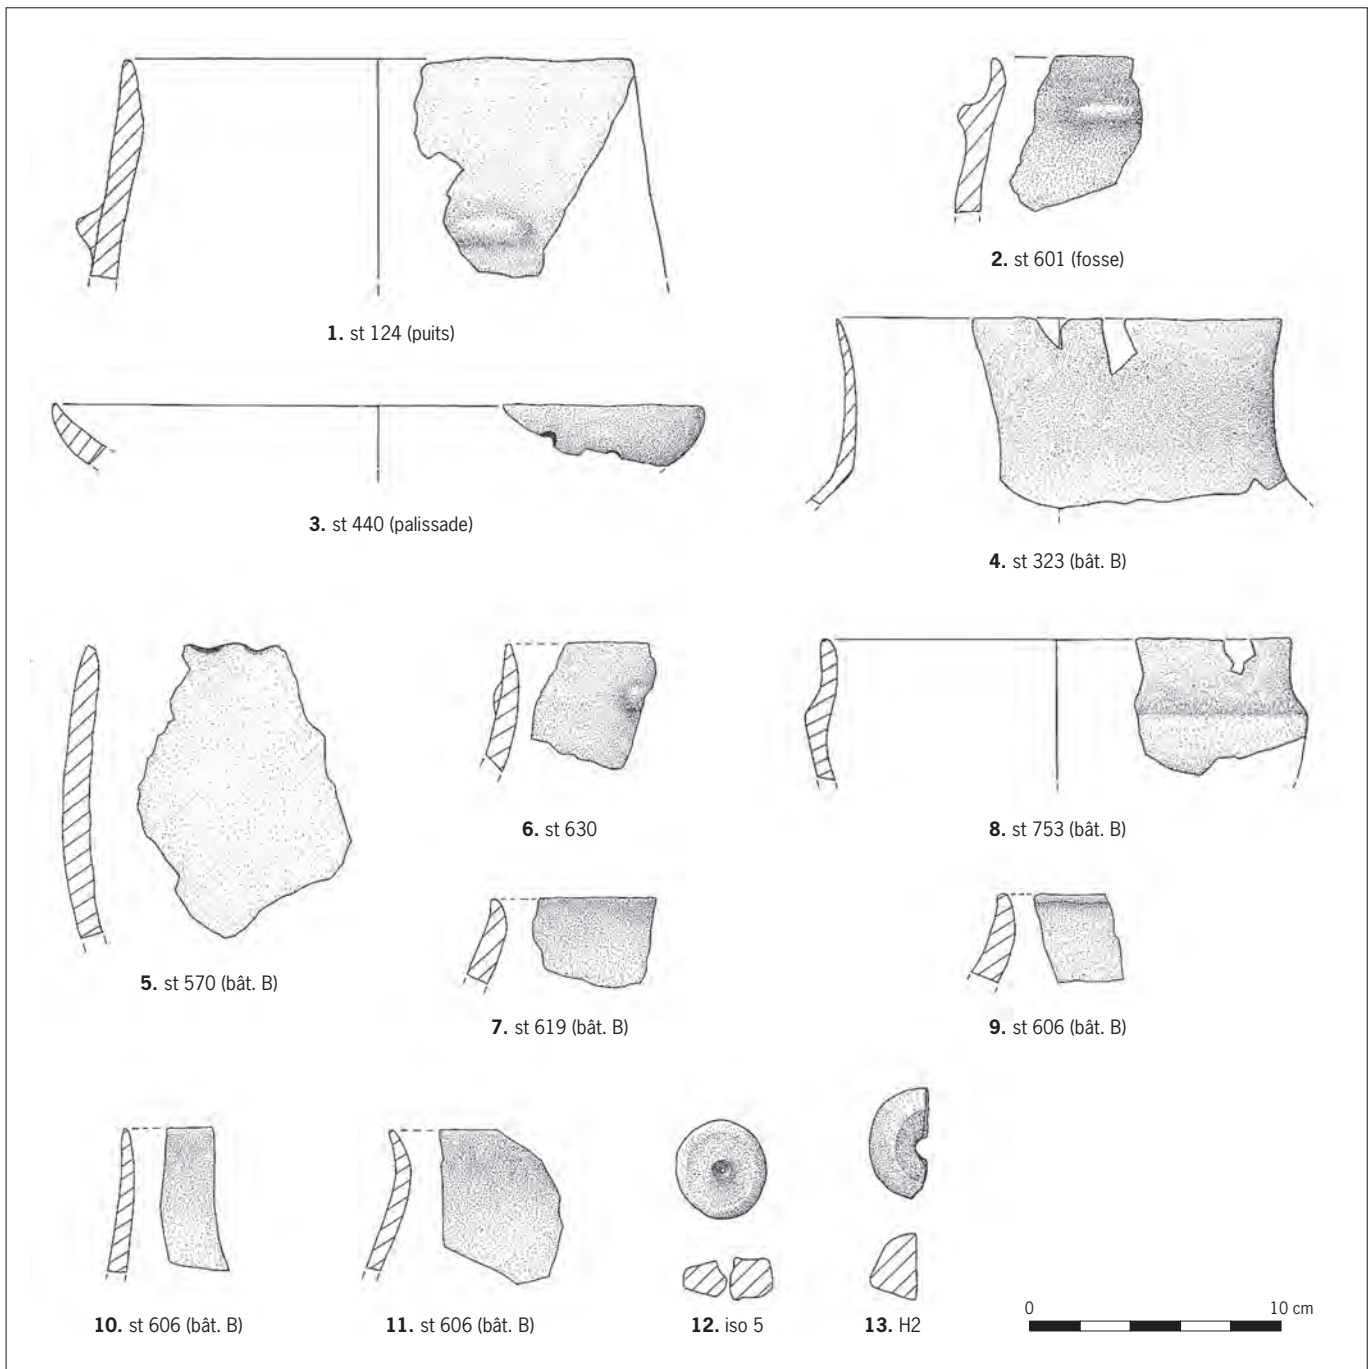 1. st 124 (puits)
2. st 601 (fosse)
3. st 440 (palissade)
4. st 323 (bât. B)
5. st 570 (bât. B)
6. st 630
7. st 619 (bât. B)
8. st 753 (bât. B)
9. st 606 (bât. B)
10. st 606 (bât. B)
11. st 606 (bât. B)
12. iso 5
13. H2
0 10 cm